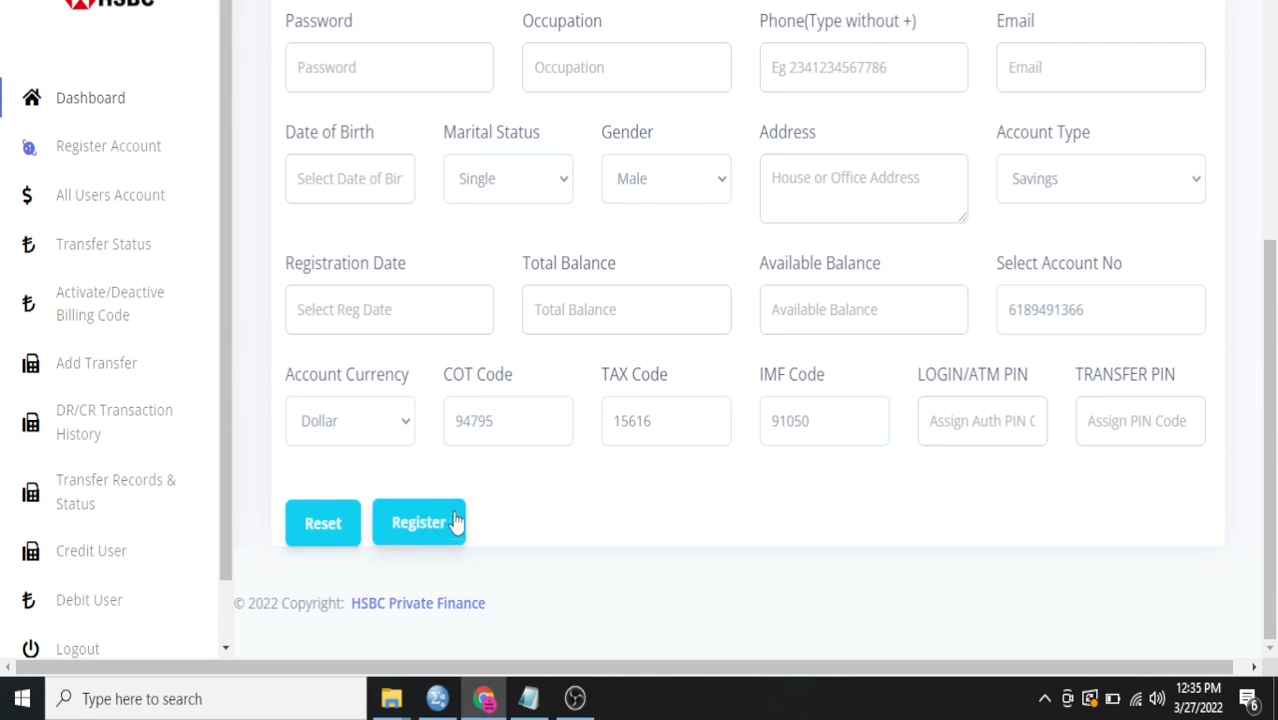 HSBC
Dashboard
Register Account
All Users Account
Transfer Status
Activate/Deactive
Billing Code
Add Transfer
DR/CR Transaction
History
Transfer Records &
Status
Credit User
Debit User
Logout
Password Occupation Phone(Type without +) Email
Password Occupation Eg 2341234567786 Email
Date of Birth Marital Status Gender Address Account Type
Select Date of Bir Single Male House or Office Address Savings
Registration Date Total Balance Available Balance Select Account No
Select Reg Date Total Balance Available Balance 6189491366
Account Currency COT Code TAX Code IMF Code LOGIN/ATM PIN TRANSFER PIN
Dollar 94795 15616 91050 Assign Auth PIN C Assign PIN Code
Reset Register
© 2022 Copyright: HSBC Private Finance
Type here to search
12:35 PM
3/27/2022
6